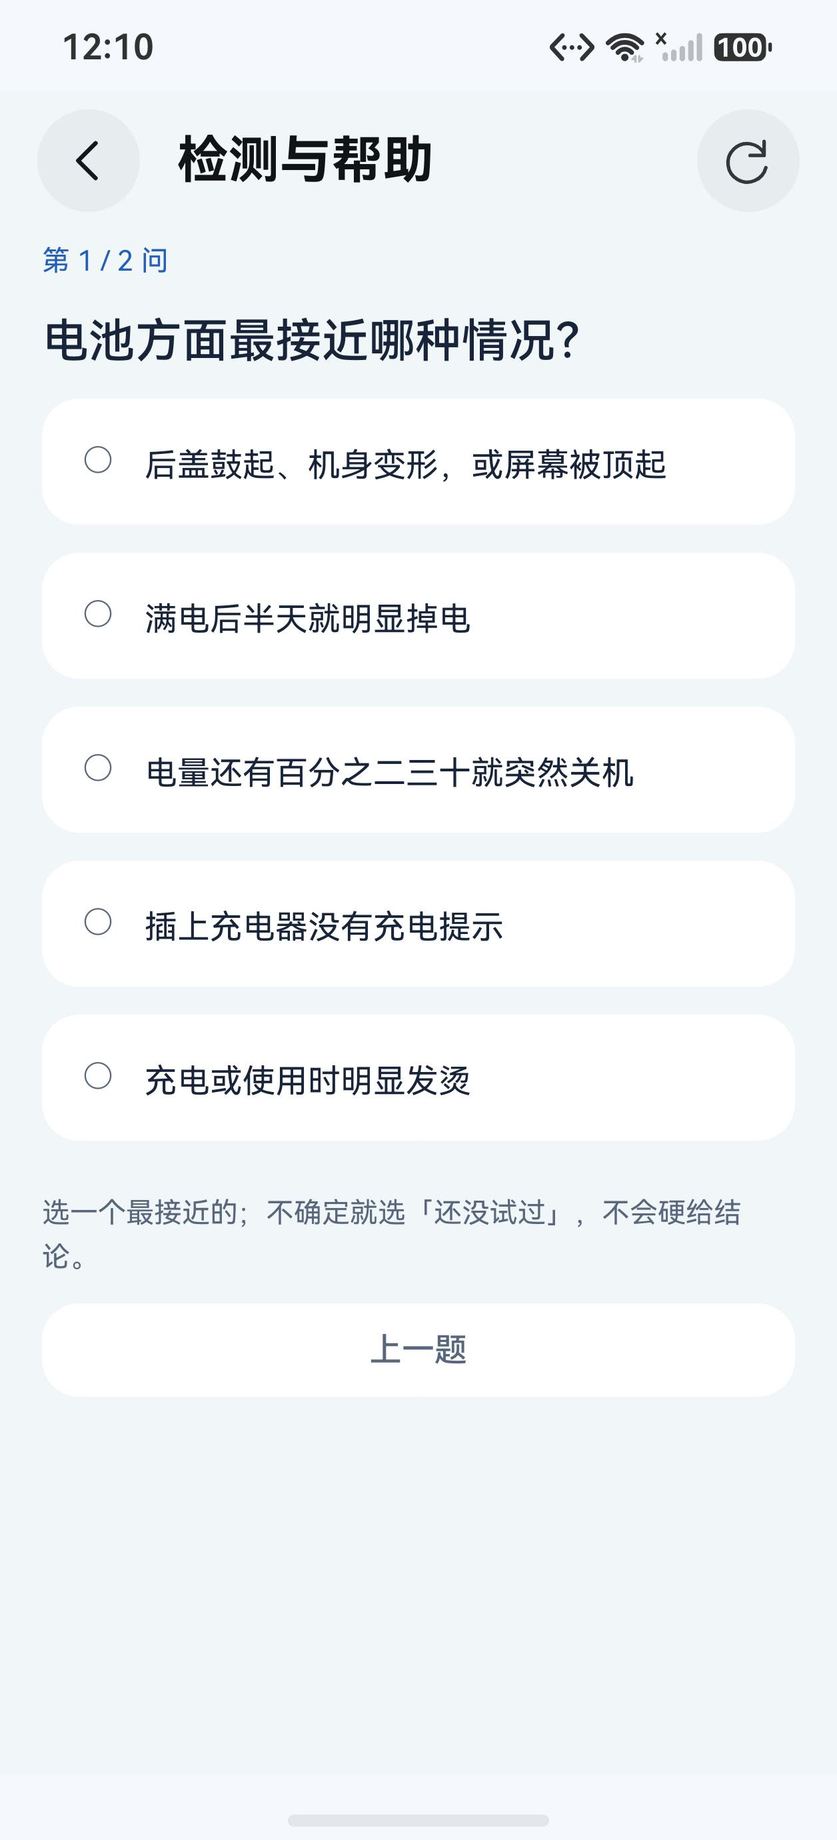 12:10
100
检测与帮助
第 1 / 2 问
电池方面最接近哪种情况？
后盖鼓起、机身变形，或屏幕被顶起
满电后半天就明显掉电
电量还有百分之二三十就突然关机
插上充电器没有充电提示
充电或使用时明显发烫
选一个最接近的；不确定就选「还没试过」，不会硬给结
论。
上一题